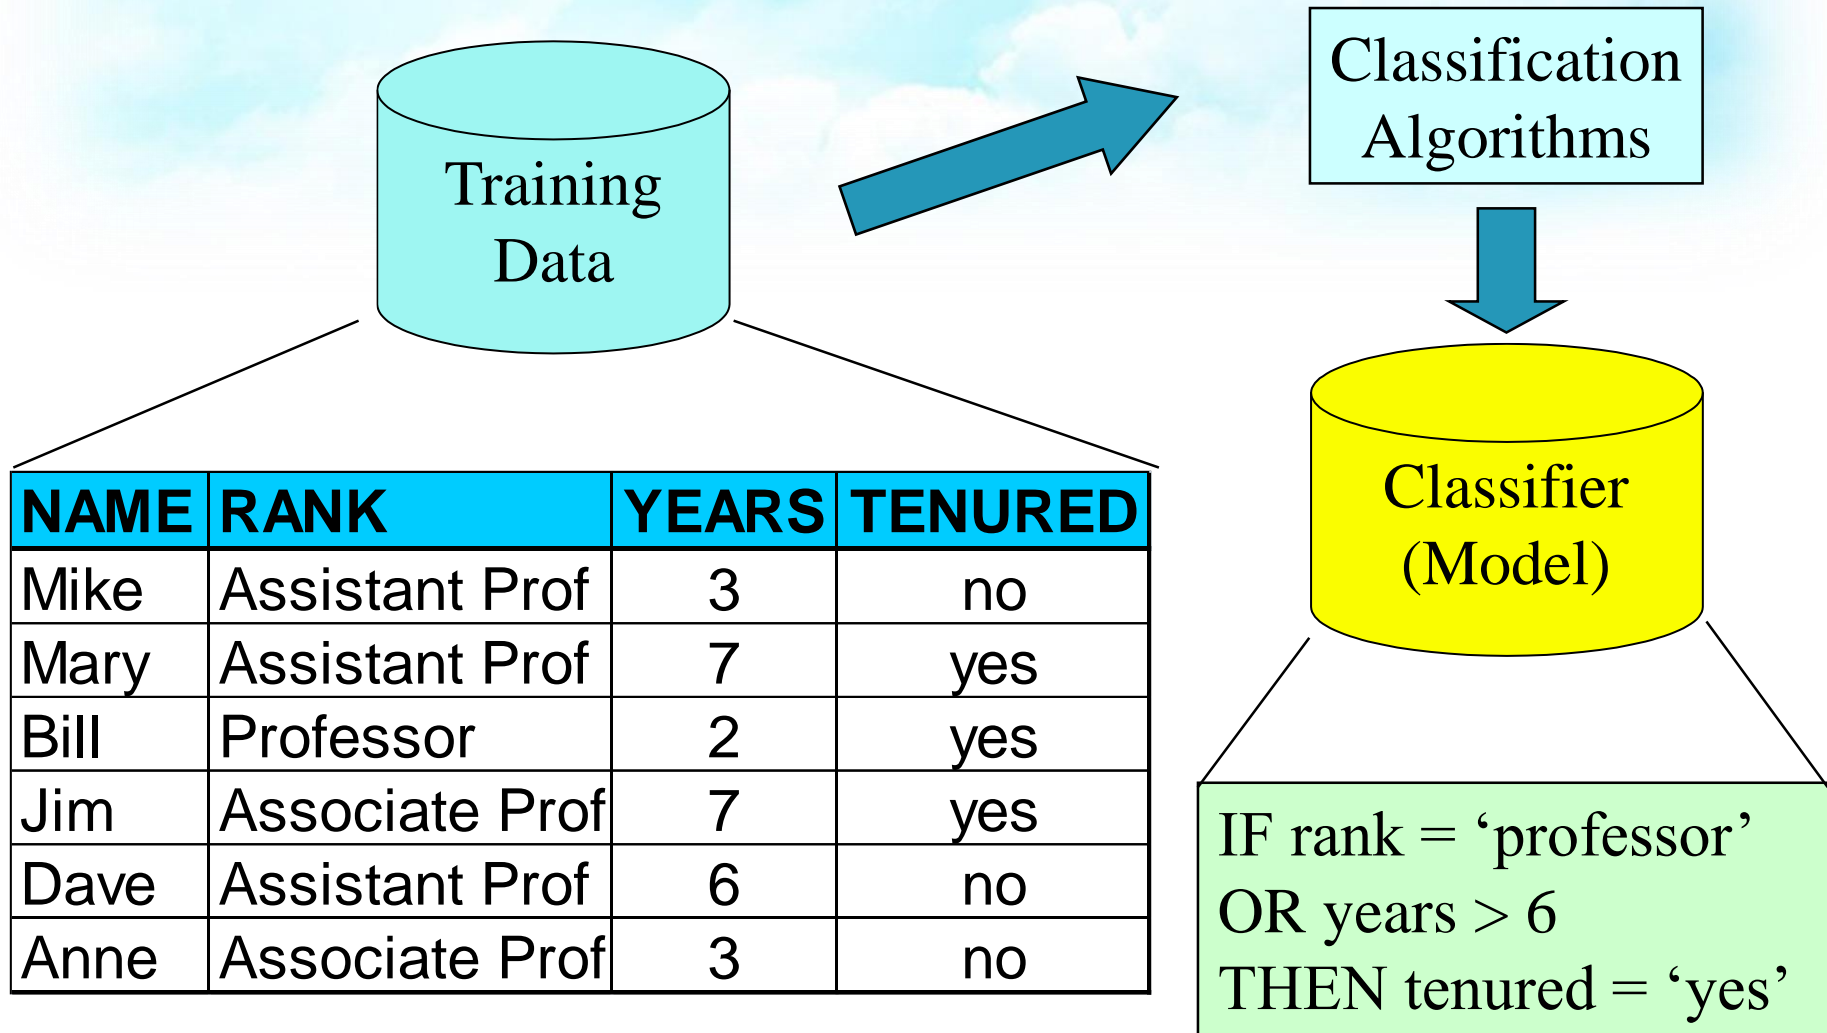 Training
Data
Classification
Algorithms
NAME RANK YEARS TENURED
Mike Assistant Prof 3 no
Mary Assistant Prof 7 yes
Bill Professor 2 yes
Jim Associate Prof 7 yes
Dave Assistant Prof 6 no
Anne Associate Prof 3 no
Classifier
(Model)
IF rank = ‘professor’
OR years > 6
THEN tenured = ‘yes’